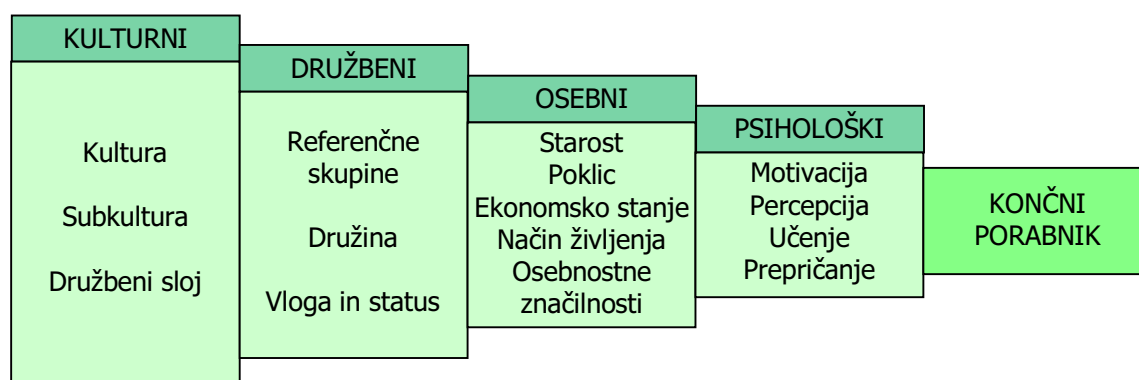 KULTURNI
Kultura
Subkultura
Družbeni sloj
DRUŽBENI
Referenčne
skupine
Družina
Vloga in status
OSEBNI
Starost
Poklic
Ekonomsko stanje
Način življenja
Osebnostne
značilnosti
PSIHOLOŠKI
Motivacija
Percepcija
Učenje
Prepričanje
KONČNI
PORABNIK